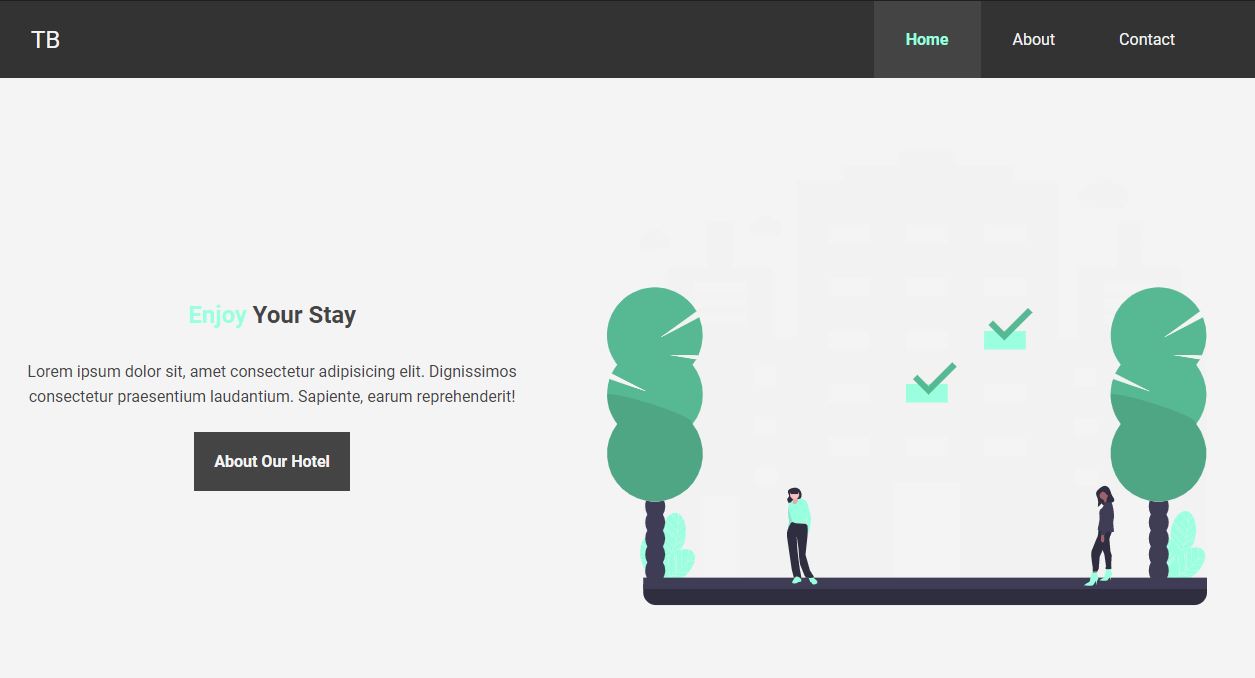 TB
Home
About
Contact
Enjoy Your Stay
Lorem ipsum dolor sit, amet consectetur adipisicing elit. Dignissimos
consectetur praesentium laudantium. Sapiente, earum reprehenderit!
About Our Hotel